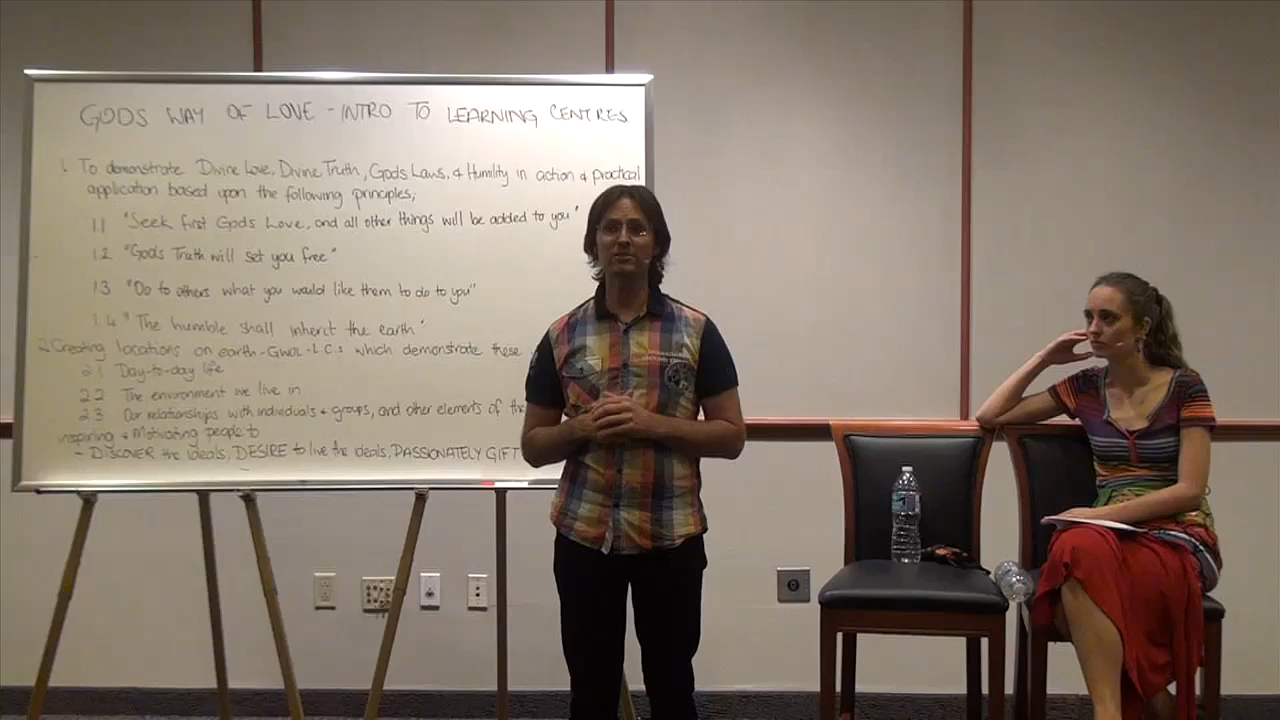 GODS WAY OF LOVE - INTRO TO LEARNING CENTRES
1. To demonstrate Divine Love, Divine Truth, Gods Laws, & Humility in action & practical
application based upon the following principles;
1.1 "Seek first Gods Love, and all other things will be added to you"
1.2 "Gods Truth will set you free"
1.3 "Do to others what you would like them to do to you"
1.4 "The humble shall inherit the earth"
2. Creating locations on earth - GWOL - L.C.s which demonstrate these
2.1 Day-to-day life
2.2 The environment we live in
2.3 Our relationships with individuals + groups, and other elements of the
inspiring + Motivating people to
- DISCOVER the ideals, DESIRE to live the ideals, PASSIONATELY GIFT